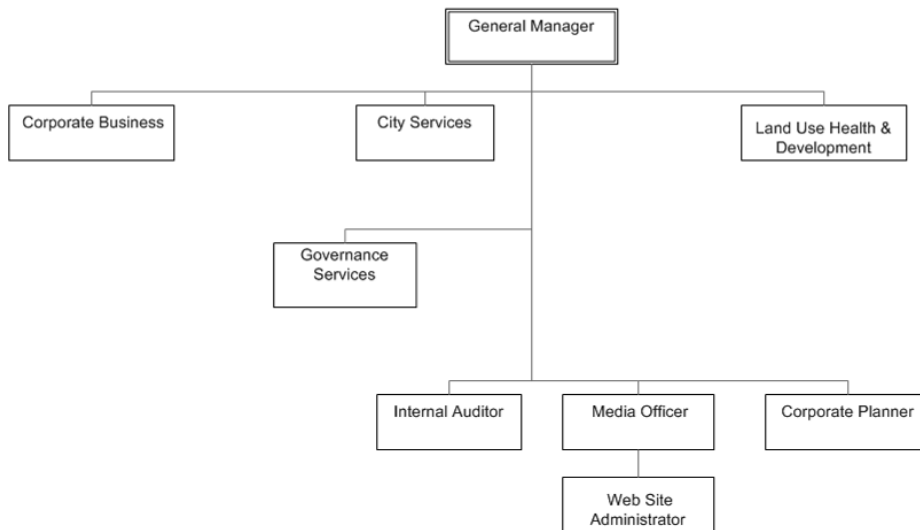 General Manager
Corporate Business
City Services
Land Use Health &
Development
Governance
Services
Internal Auditor
Media Officer
Corporate Planner
Web Site
Administrator